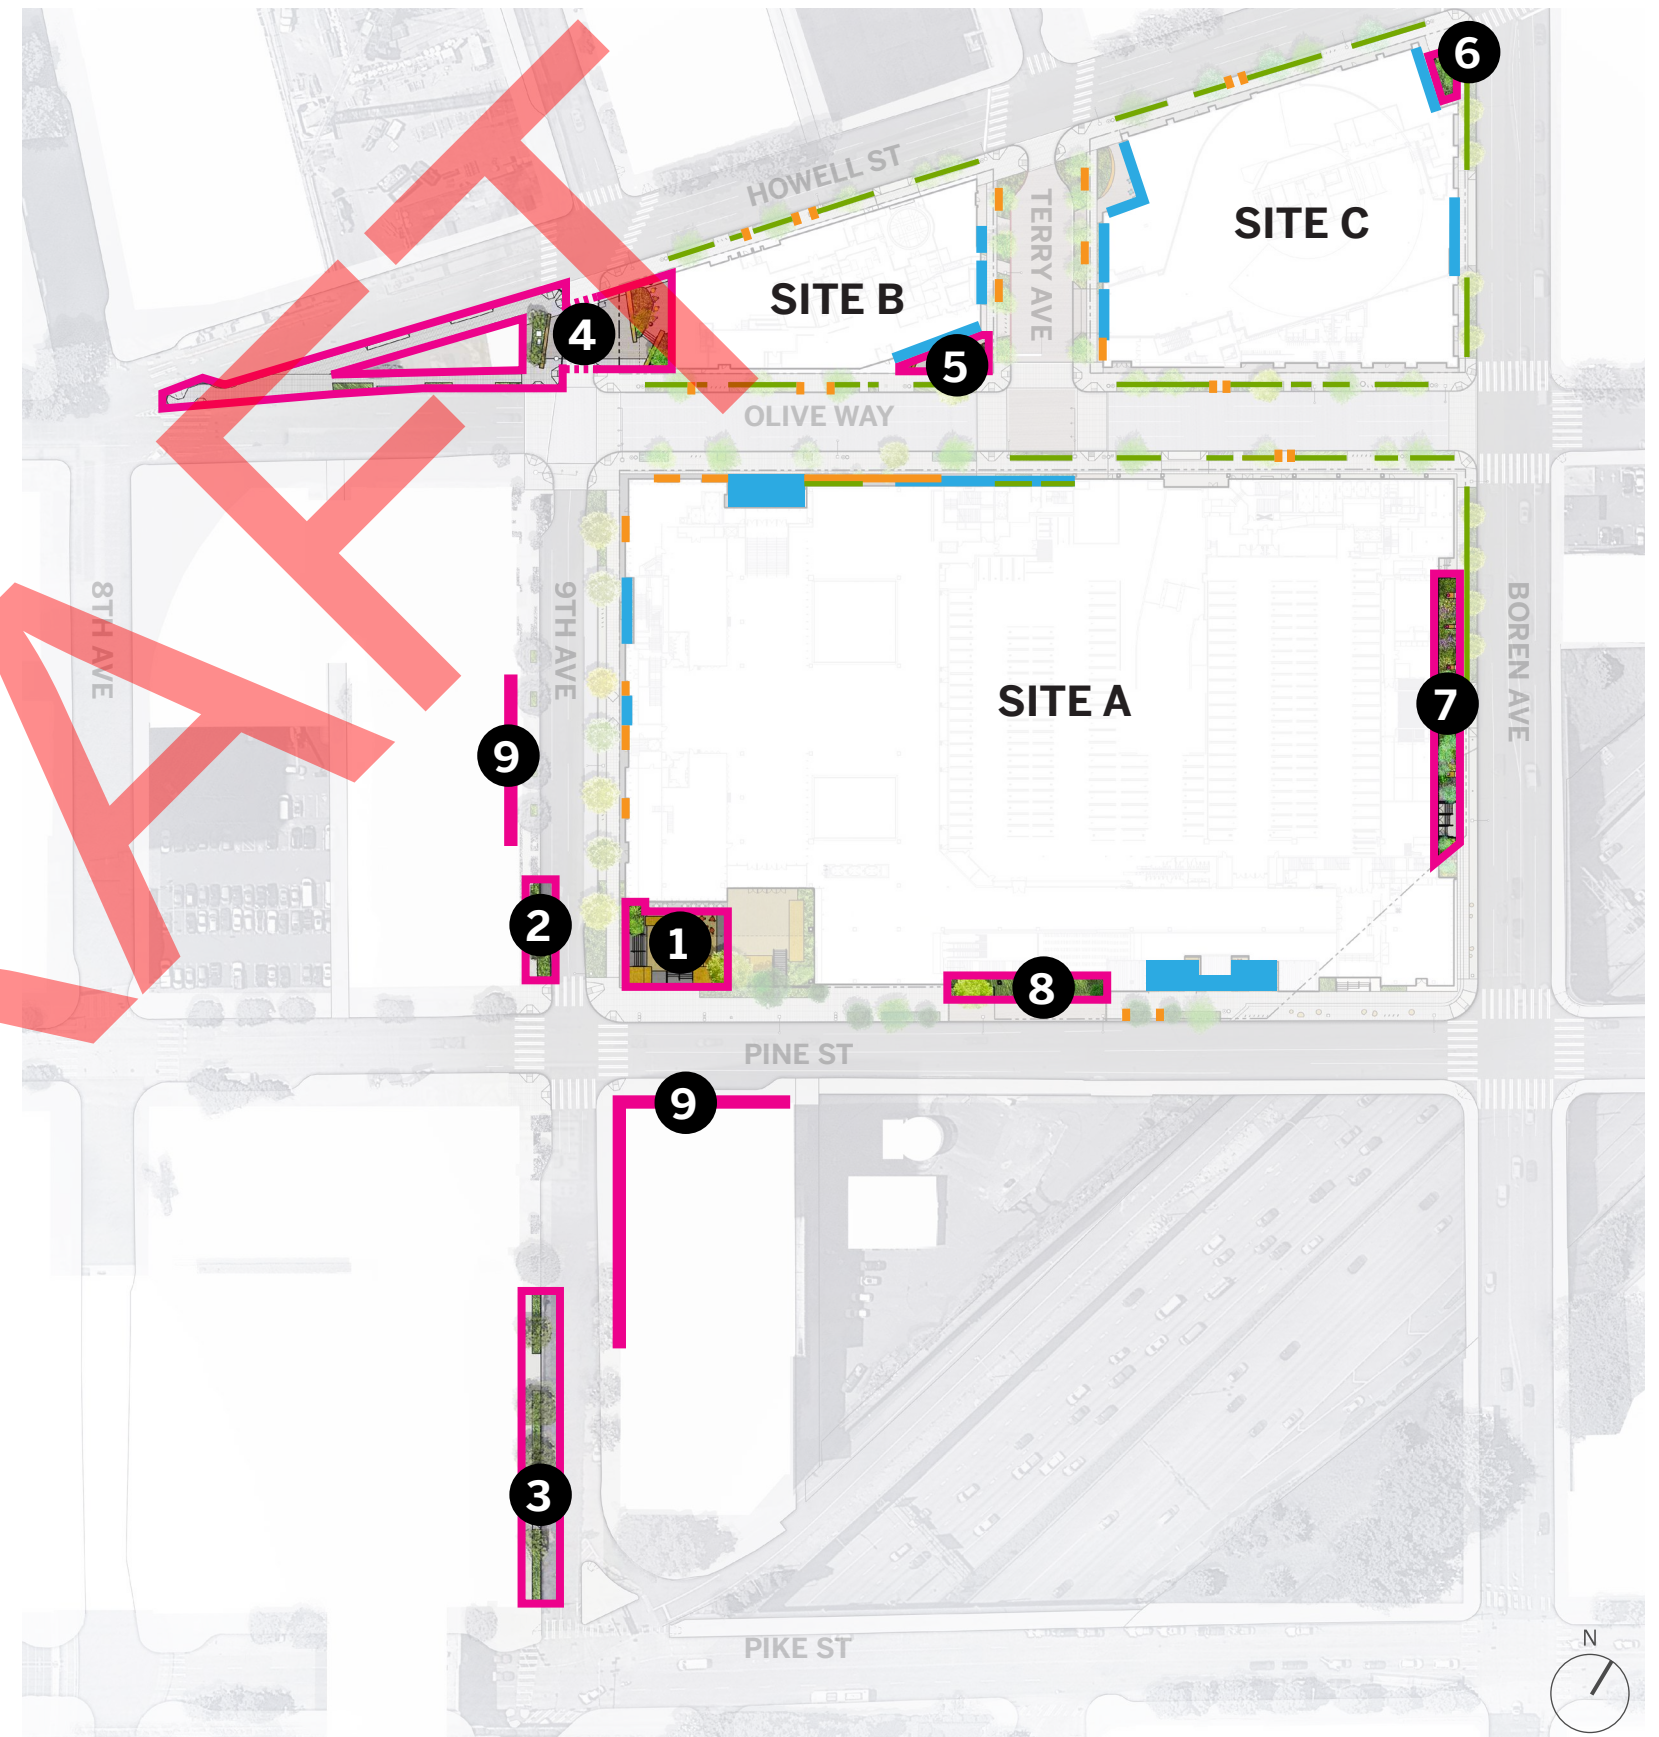 6
HOWELL ST
TERRY AVE
SITE C
SITE B
4
5
OLIVE WAY
8TH AVE
9TH AVE
BOREN AVE
SITE A
7
9
2
1
8
PINE ST
9
3
PIKE ST
N
AFT